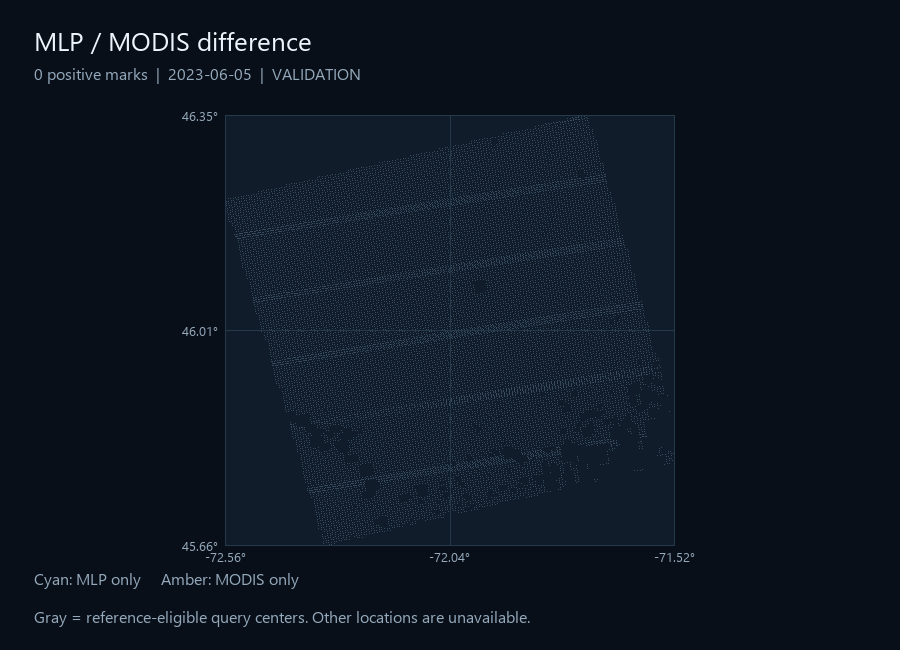 MLP / MODIS difference
0 positive marks | 2023-06-05 | VALIDATION
46.35°
46.01°
45.66°
-72.56°
-72.04°
-71.52°
Cyan: MLP only Amber: MODIS only
Gray = reference-eligible query centers. Other locations are unavailable.